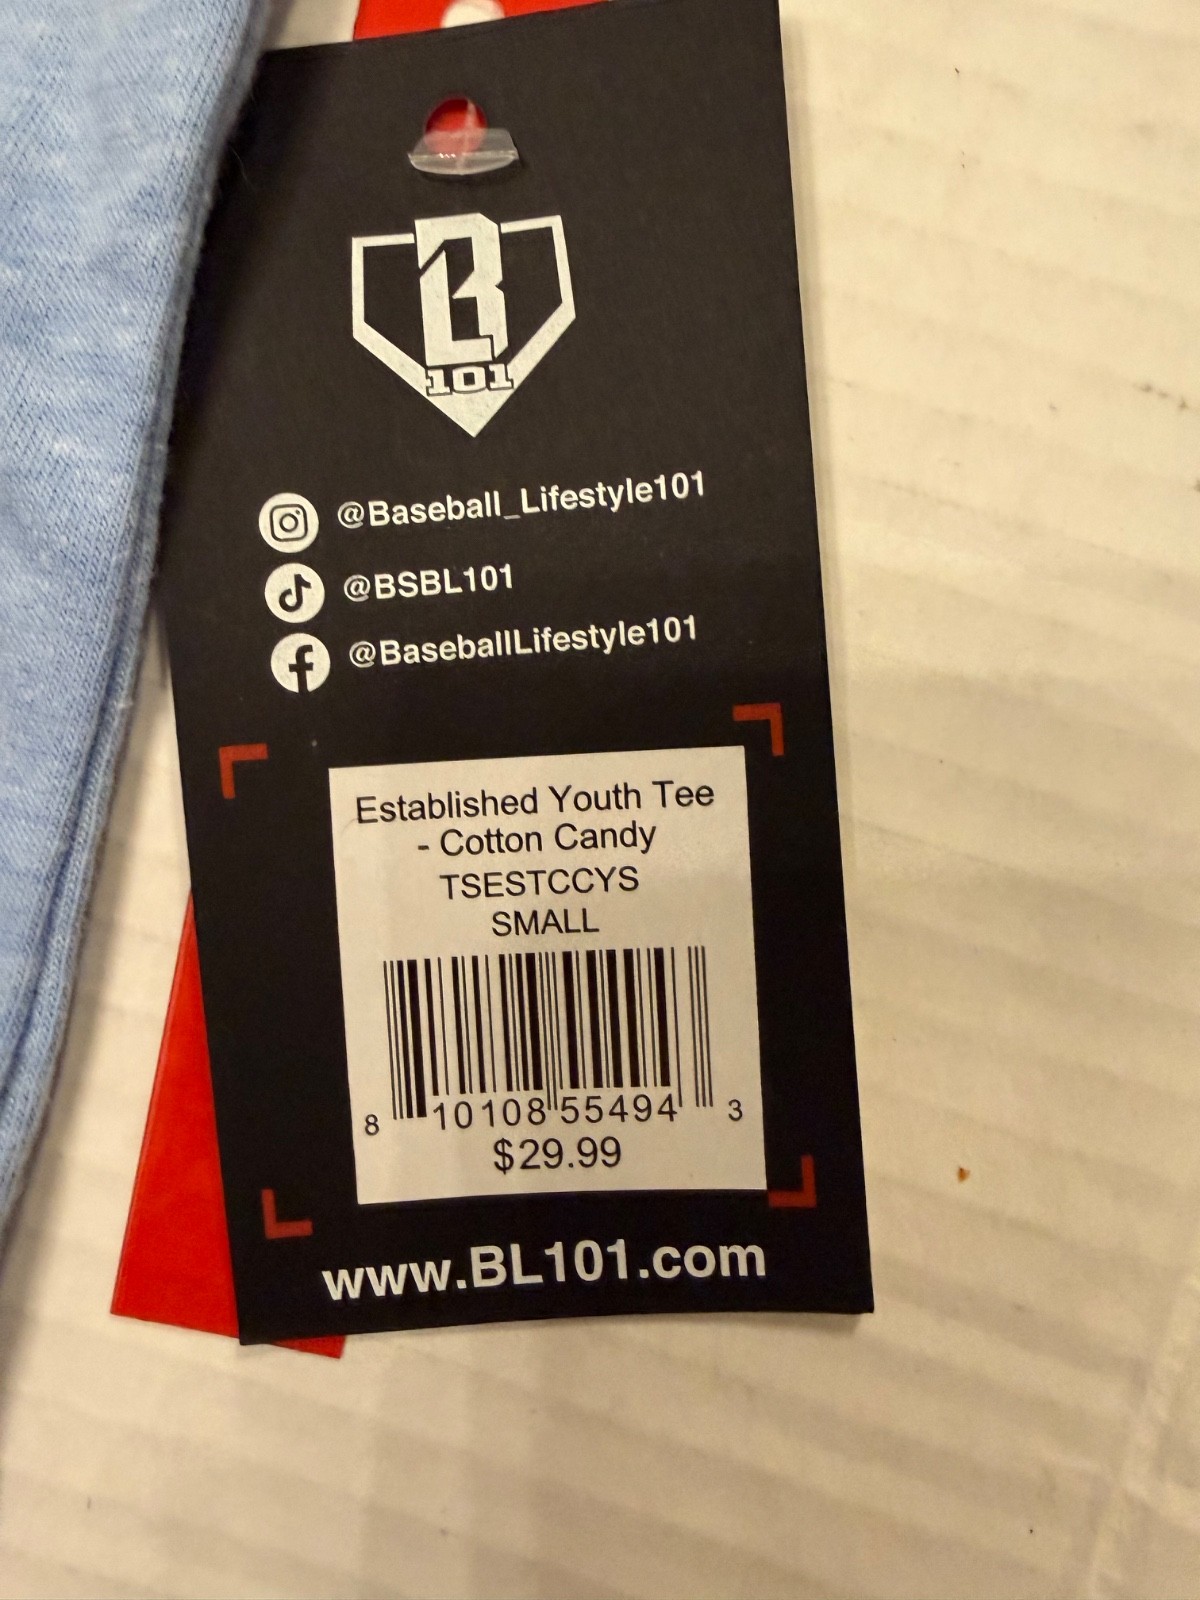 BL
101
@Baseball_Lifestyle101
@BSBL101
@BaseballLifestyle101
Established Youth Tee
- Cotton Candy
TSESTCCYS
SMALL
8 10108 55494 3
$29.99
www.BL101.com